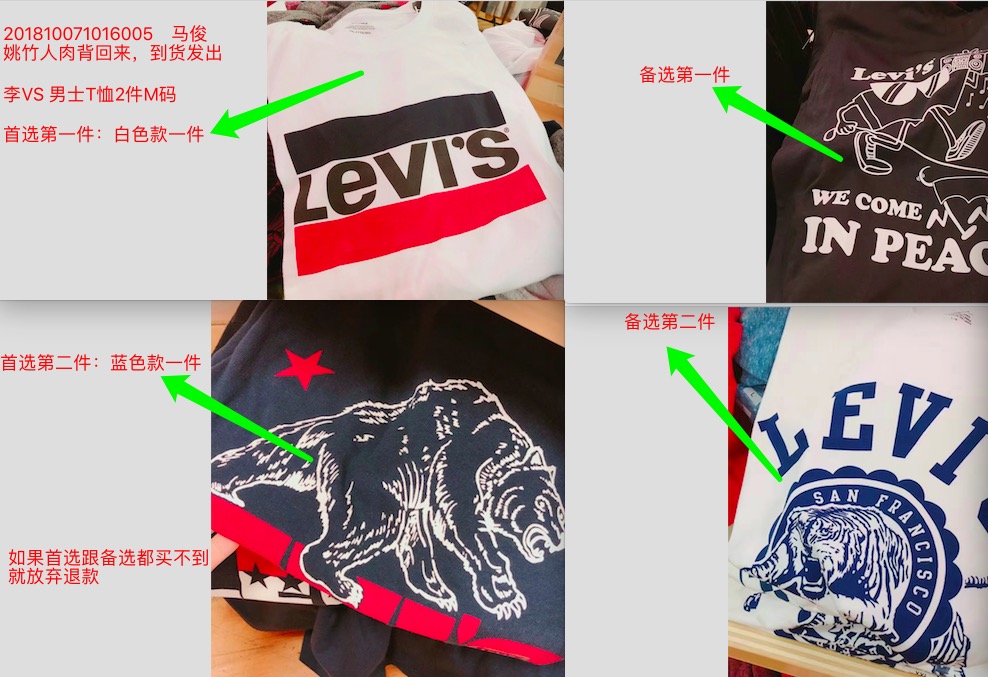 201810071016005 马俊
姚竹人肉背回来，到货发出
李VS 男士T恤2件M码
首选第一件：白色款一件
LEVI'S
®
备选第一件
Levi's
WE COME
IN PEAC
首选第二件：蓝色款一件
如果首选跟备选都买不到
就放弃退款
备选第二件
LEVI'S
SAN FRANCISCO